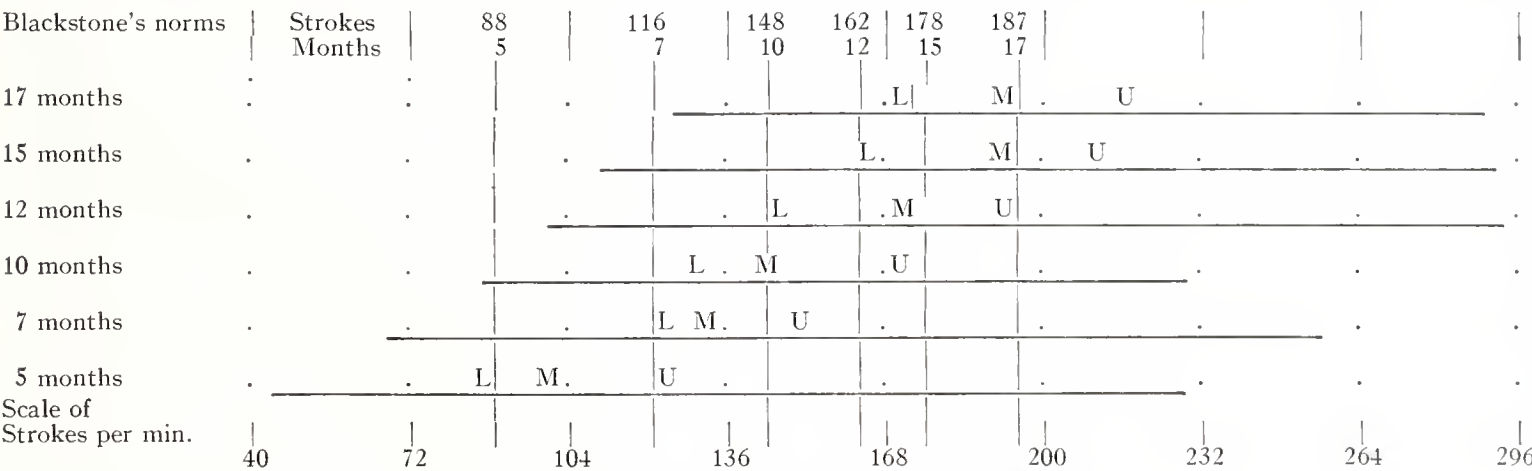 Blackstone's norms Strokes 88 116 148 162 178 187
Months 5 7 10 12 15 17
17 months L M U
15 months L M U
12 months L M U
10 months L M U
7 months L M U
5 months L M U
Scale of
Strokes per min.
40 72 104 136 168 200 232 264 296